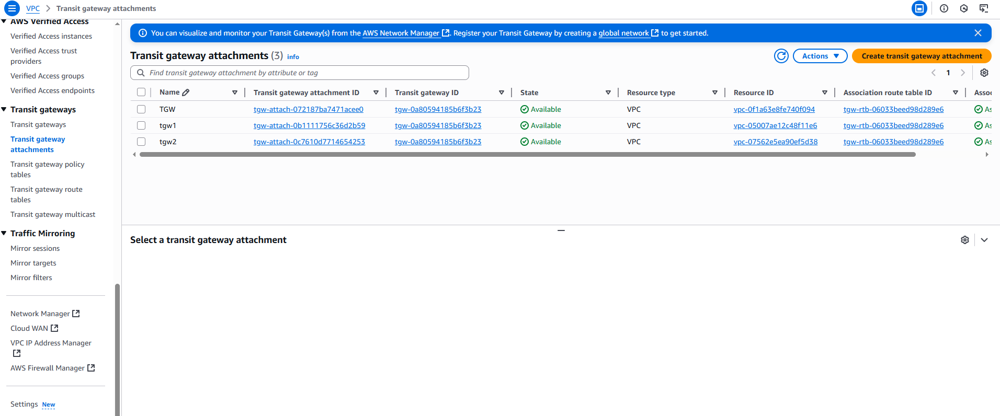 VPC > Transit gateway attachments
AWS Verified Access
Verified Access instances
Verified Access trust
providers
Verified Access groups
Verified Access endpoints
Transit gateways
Transit gateways
Transit gateway
attachments
Transit gateway policy
tables
Transit gateway route
tables
Transit gateway multicast
Traffic Mirroring
Mirror sessions
Mirror targets
Mirror filters
Network Manager
Cloud WAN
VPC IP Address Manager
AWS Firewall Manager
Settings New
You can visualize and monitor your Transit Gateway(s) from the AWS Network Manager. Register your Transit Gateway by creating a global network to get started.
Transit gateway attachments (3) info
Actions
Create transit gateway attachment
Find transit gateway attachment by attribute or tag
1
Name Transit gateway attachment ID Transit gateway ID State Resource type Resource ID Association route table ID Assoc
TGW tgw-attach-072187ba7471acee0 tgw-0a80594185b6f3b23 Available VPC vpc-0f1a63e8fe740f094 tgw-rtb-06033beed98d289e6 As
tgw1 tgw-attach-0b1111756c36d2b59 tgw-0a80594185b6f3b23 Available VPC vpc-05007ae12c48f11e6 tgw-rtb-06033beed98d289e6 As
tgw2 tgw-attach-0c7610d7714654253 tgw-0a80594185b6f3b23 Available VPC vpc-07562e5ea90ef5d38 tgw-rtb-06033beed98d289e6 As
Select a transit gateway attachment